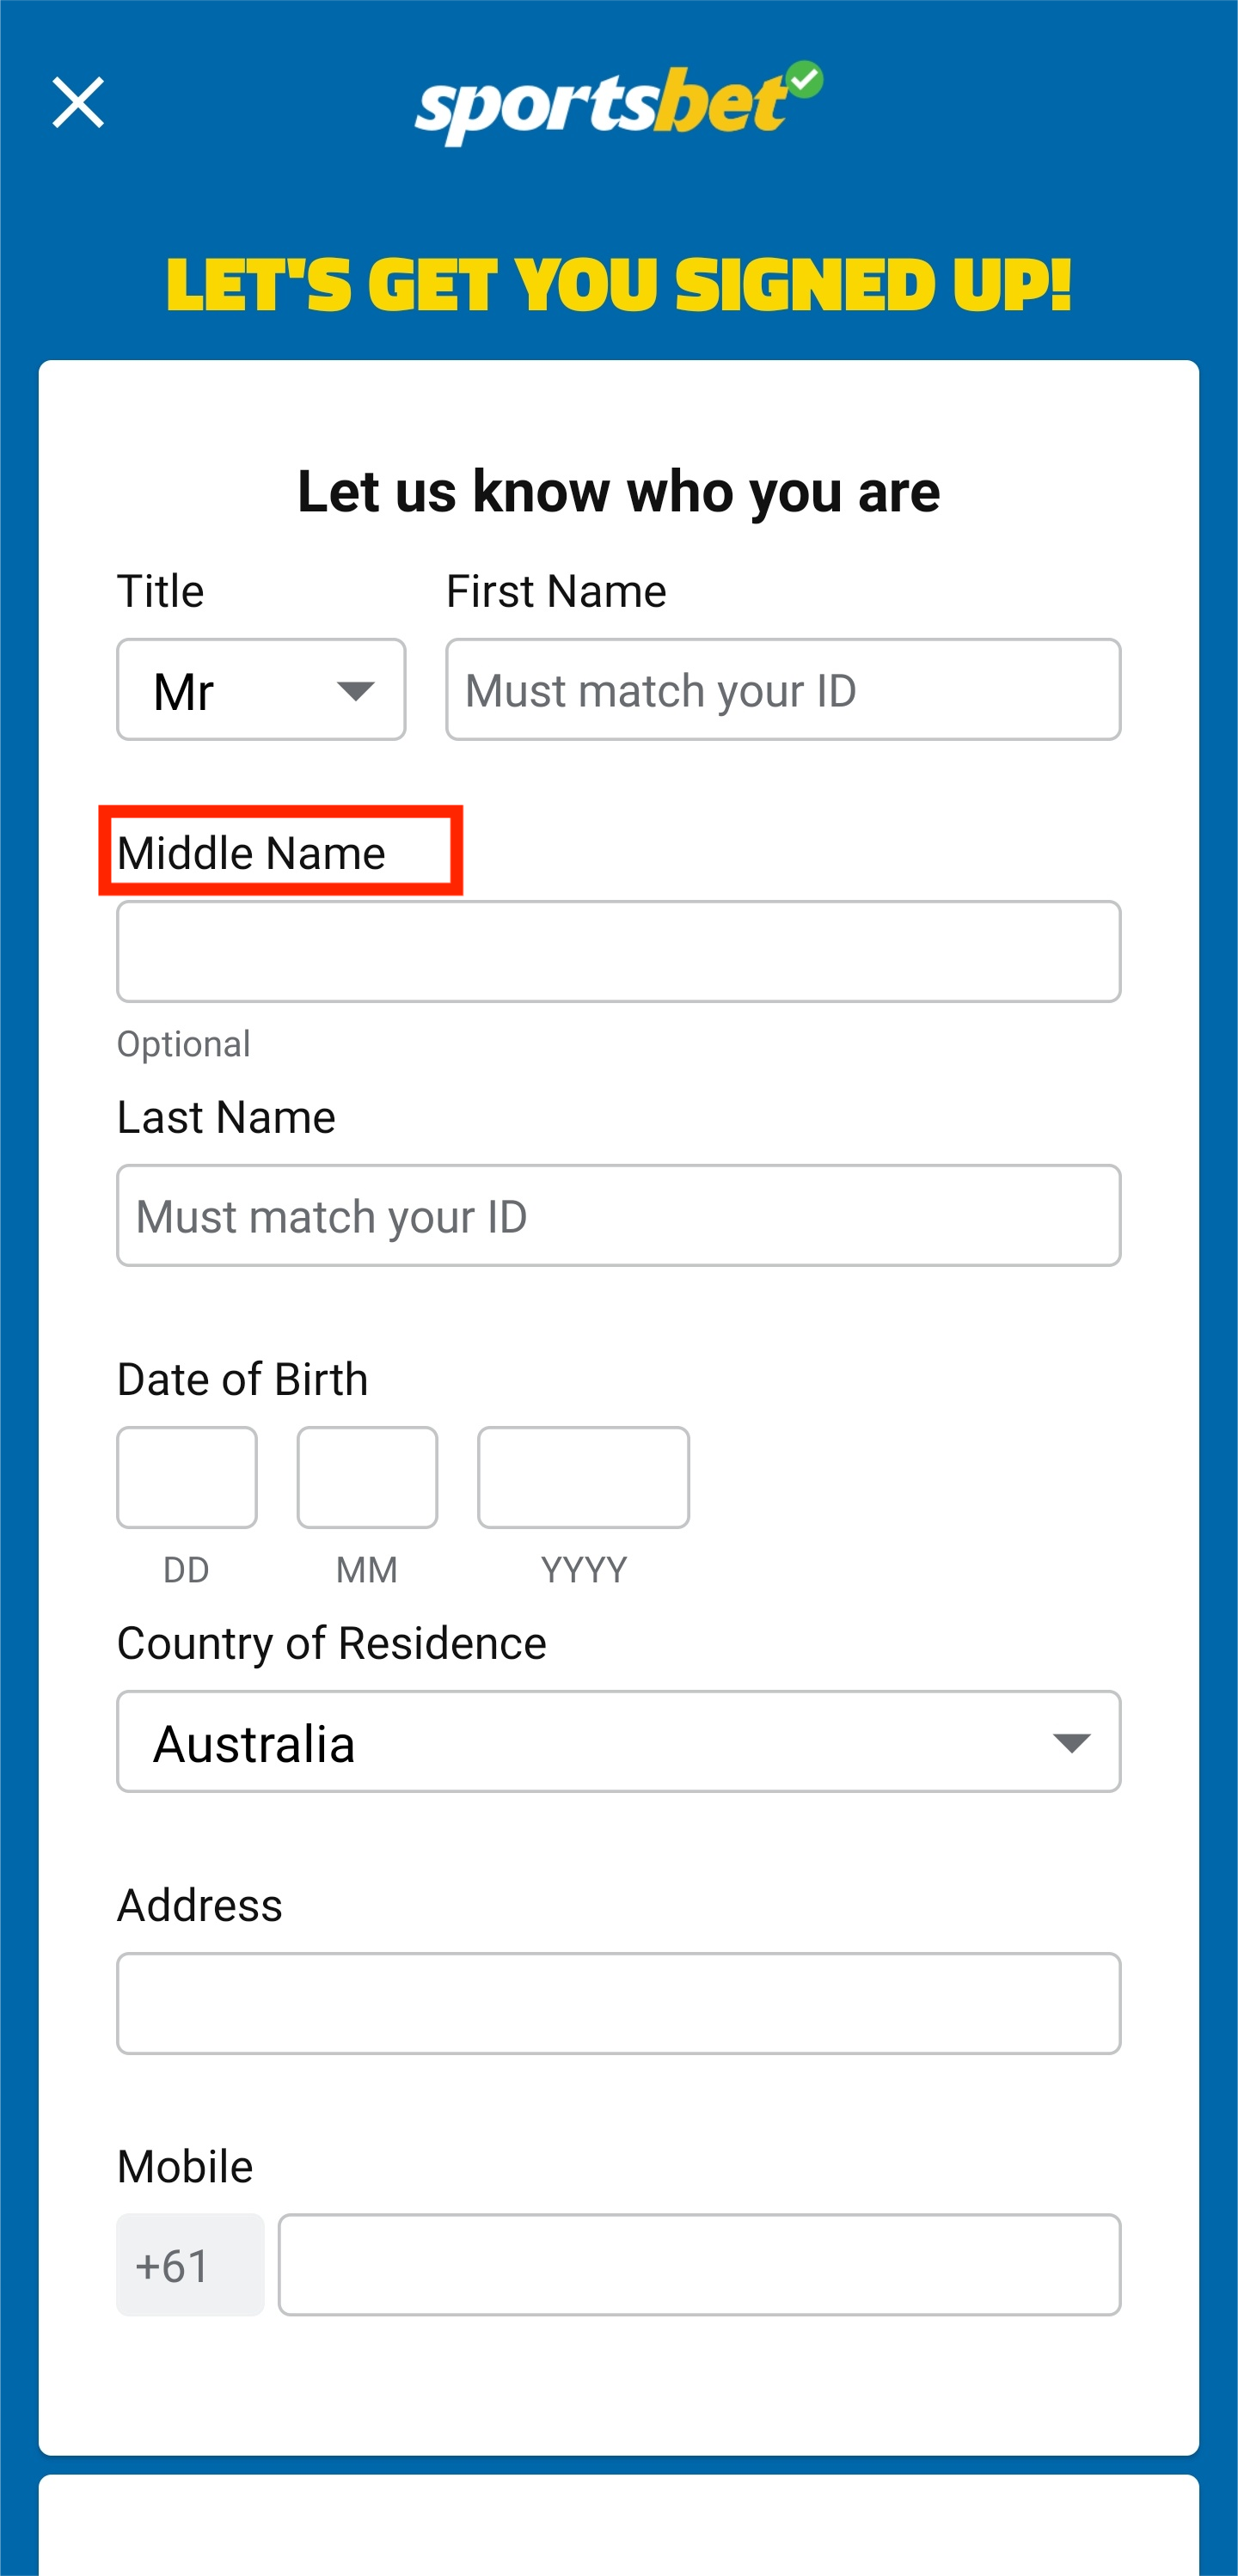 sportsbet
LET'S GET YOU SIGNED UP!
Let us know who you are
Title First Name
Mr Must match your ID
Middle Name
Optional
Last Name
Must match your ID
Date of Birth
DD MM YYYY
Country of Residence
Australia
Address
Mobile
+61